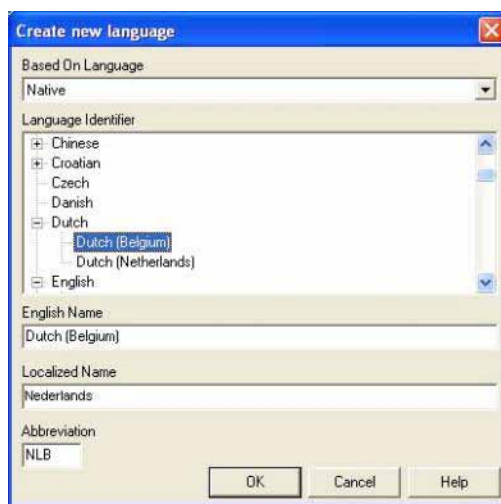 Create new language
Based On Language
Native
Language Identifier
Chinese
Croatian
Czech
Danish
Dutch
Dutch (Belgium)
Dutch (Netherlands)
English
English Name
Dutch (Belgium)
Localized Name
Nederlands
Abbreviation
NLB
OK Cancel Help